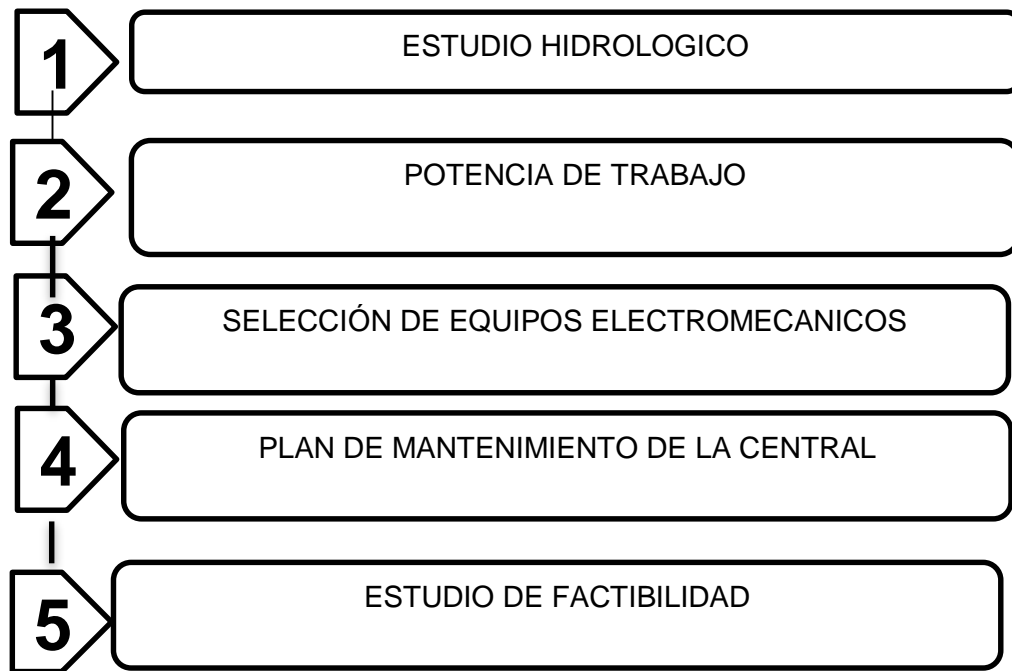 1
ESTUDIO HIDROLOGICO
2
POTENCIA DE TRABAJO
3
SELECCIÓN DE EQUIPOS ELECTROMECANICOS
4
PLAN DE MANTENIMIENTO DE LA CENTRAL
5
ESTUDIO DE FACTIBILIDAD